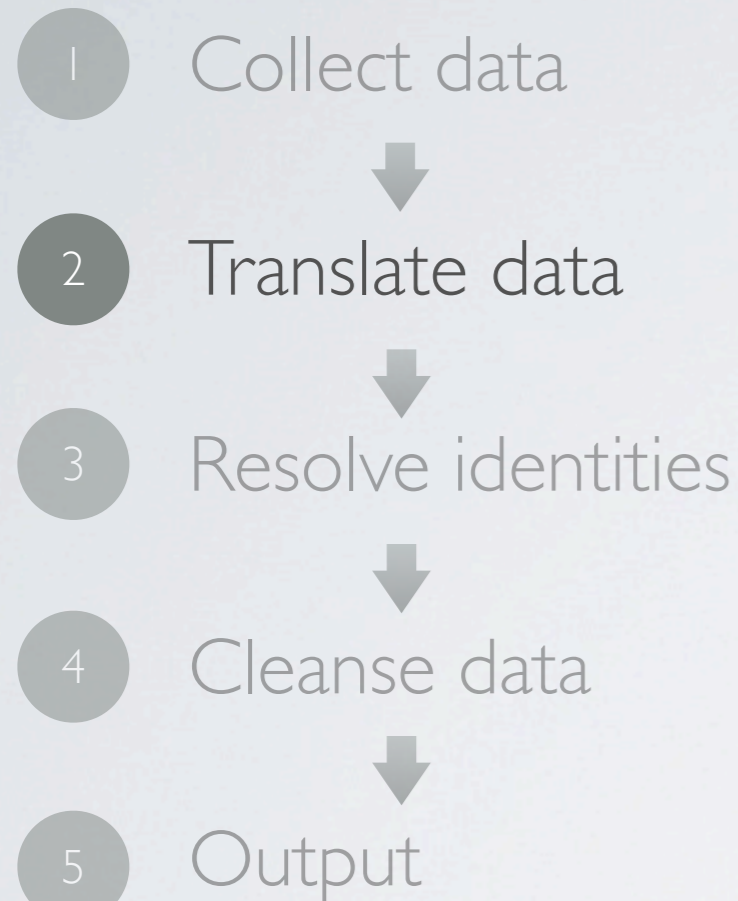 1 Collect data
2 Translate data
3 Resolve identities
4 Cleanse data
5 Output